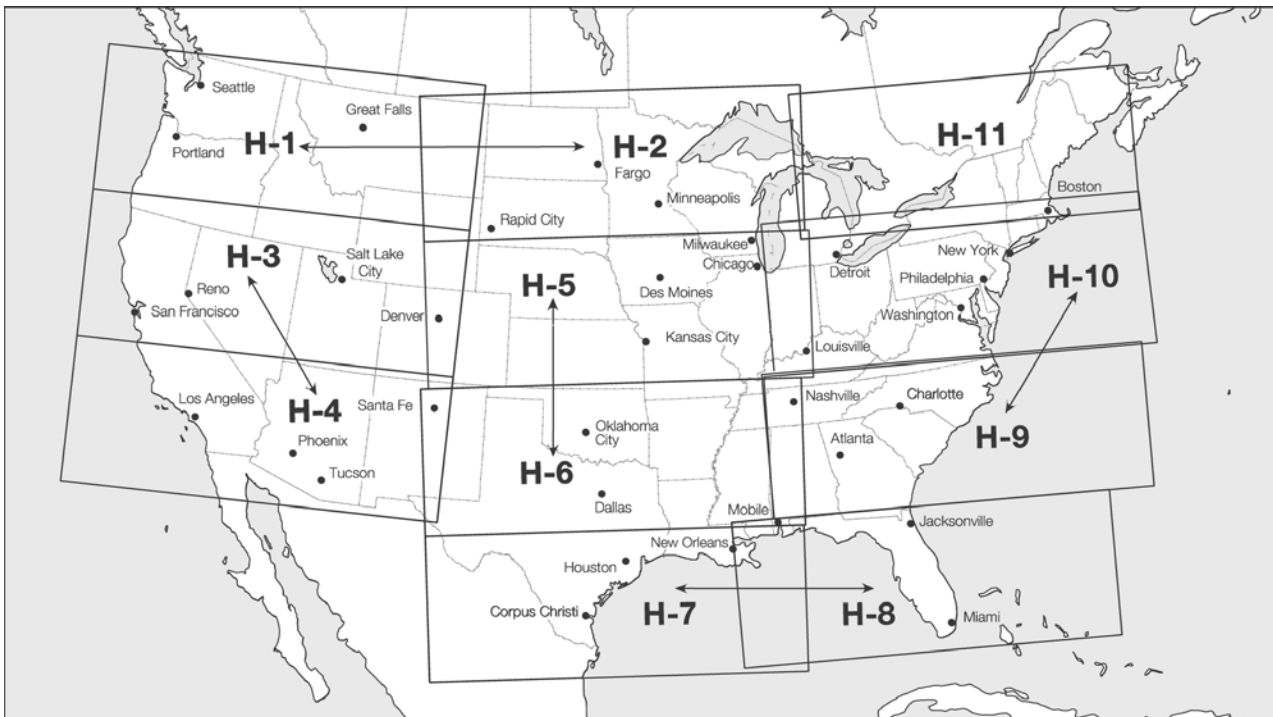 Seattle
Great Falls
H-11
H-1
H-2
Portland
Fargo
Boston
Minneapolis
Rapid City
Milwaukee
New York
H-3
Salt Lake
City
Chicago
Detroit
Philadelphia
H-10
H-5
Reno
Des Moines
San Francisco
Denver
Washington
Kansas City
Louisville
Los Angeles
H-4
Santa Fe
Nashville
Charlotte
Oklahoma
City
Atlanta
H-9
Phoenix
H-6
Tucson
Dallas
Mobile
Jacksonville
New Orleans
Houston
Corpus Christi
H-7
H-8
Miami